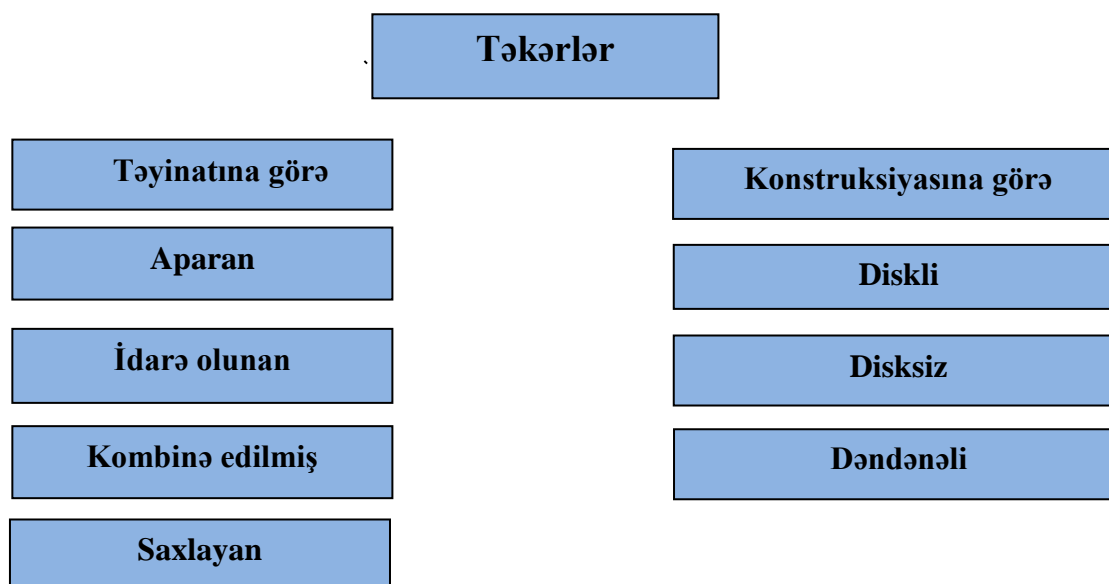 Təkərlər
Təyinatına görə
Aparan
İdarə olunan
Kombinə edilmiş
Saxlayan
Konstruksiyasına görə
Diskli
Disksiz
Dəndənəli